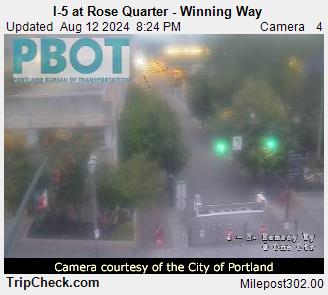 I-5 at Rose Quarter - Winning Way
Updated Aug 12 2024 8:24 PM Camera 4
PBOT
PORTLAND BUREAU OF TRANSPORTATION
Camera courtesy of the City of Portland
TripCheck.com Milepost302.00